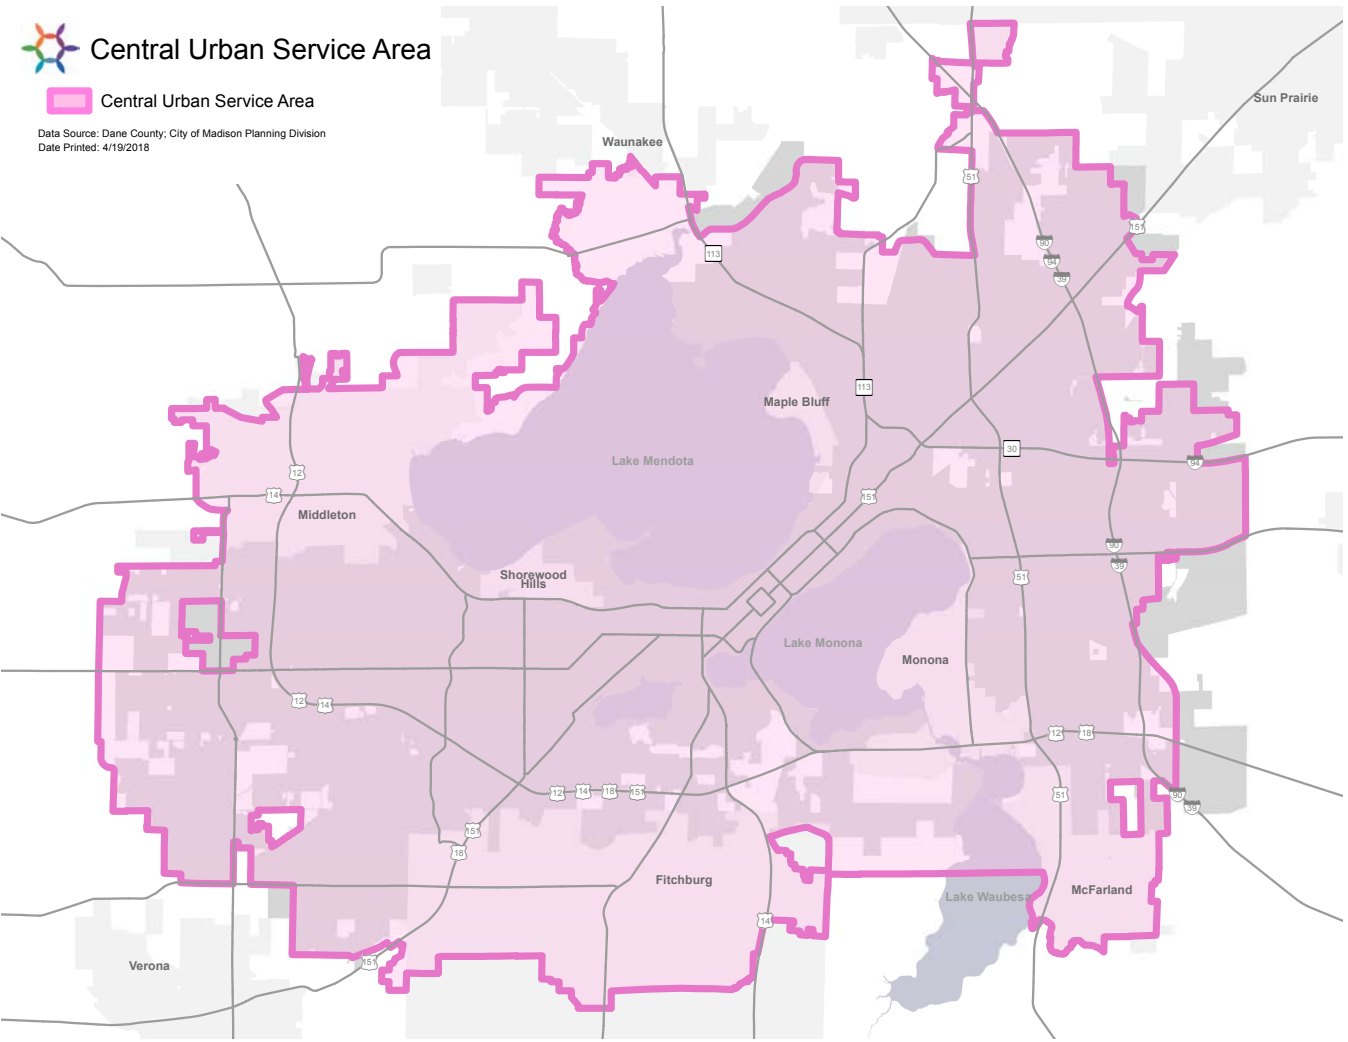 Central Urban Service Area
Central Urban Service Area
Data Source: Dane County; City of Madison Planning Division
Date Printed: 4/19/2018
Sun Prairie
Waunakee
51
151
90
94
39
113
113
Maple Bluff
30
94
Lake Mendota
12
14
151
Middleton
90
39
51
Shorewood
Hills
Lake Monona
Monona
12
14
12
18
12
14
18
151
51
90
39
151
18
Fitchburg
McFarland
Lake Waubesa
14
151
Verona